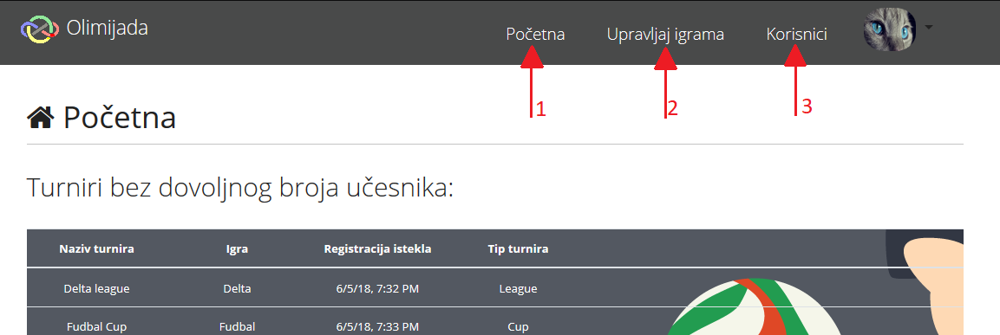 Olimijada
Početna
Upravljaj igrama
Korisnici
1
2
3
Početna
Turniri bez dovoljnog broja učesnika:
Naziv turnira Igra Registracija istekla Tip turnira
Delta league Delta 6/5/18, 7:32 PM League
Fudbal Cup Fudbal 6/5/18, 7:33 PM Cup